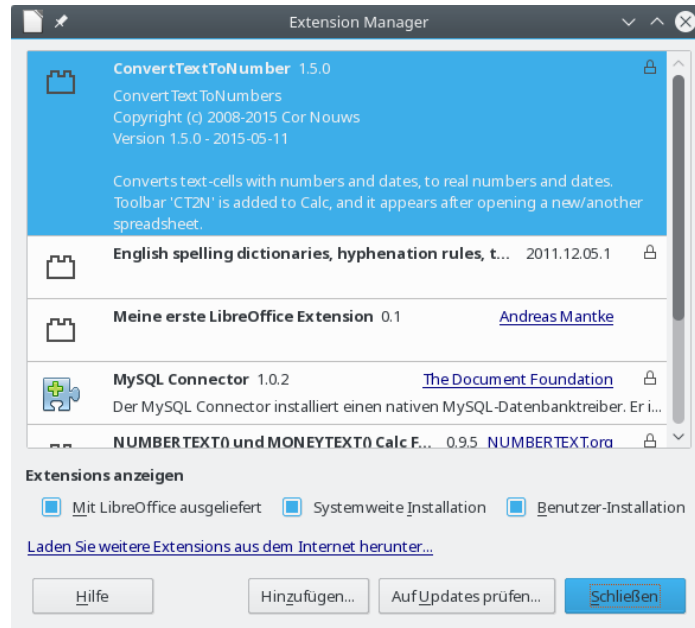 Extension Manager
ConvertTextToNumber 1.5.0
ConvertTextToNumbers
Copyright (c) 2008-2015 Cor Nouws
Version 1.5.0 - 2015-05-11
Converts text-cells with numbers and dates, to real numbers and dates.
Toolbar 'CT2N' is added to Calc, and it appears after opening a new/another
spreadsheet.
English spelling dictionaries, hyphenation rules, t... 2011.12.05.1
Meine erste LibreOffice Extension 0.1 Andreas Mantke
MySQL Connector 1.0.2 The Document Foundation
Der MySQL Connector installiert einen nativen MySQL-Datenbanktreiber. Er i...
NUMBERTEXT() und MONEYTEXT() Calc F... 0.9.5 NUMBERTEXT.org
Extensions anzeigen
Mit LibreOffice ausgeliefert Systemweite Installation Benutzer-Installation
Laden Sie weitere Extensions aus dem Internet herunter...
Hilfe Hinzufügen... Auf Updates prüfen... Schließen